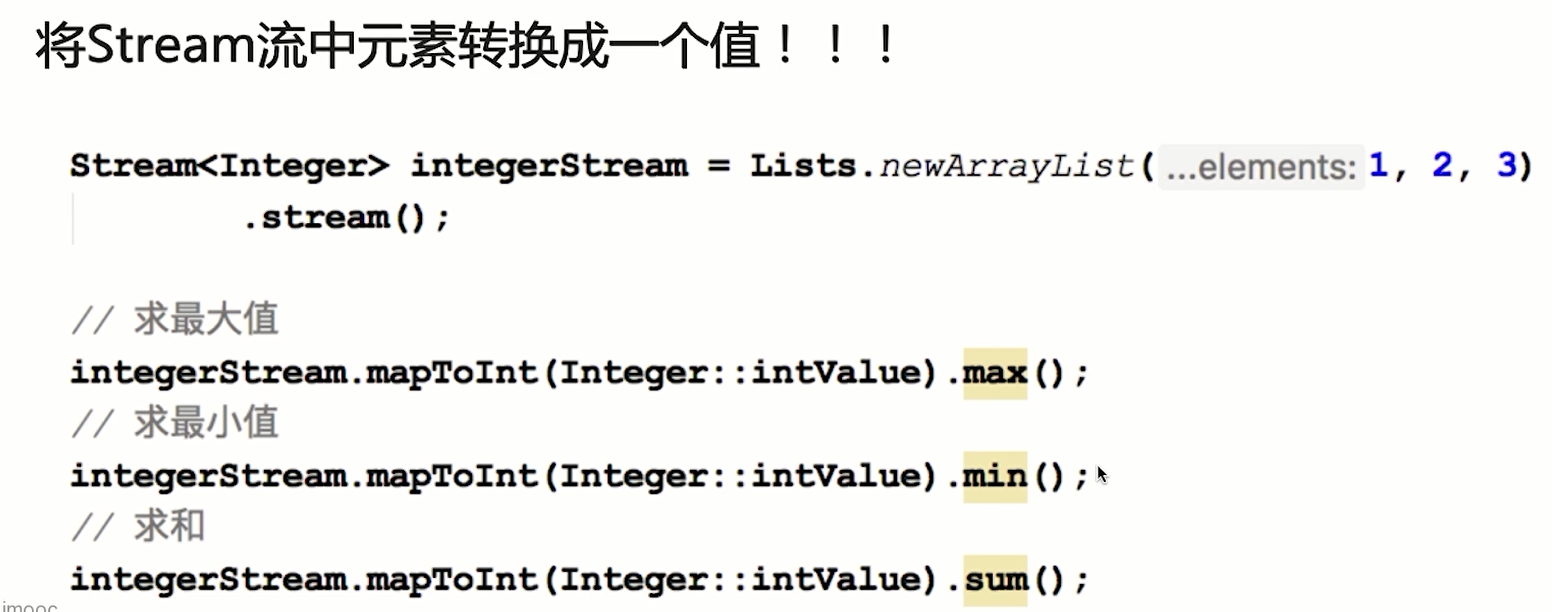 将Stream流中元素转换成一个值！！！
Stream<Integer> integerStream = Lists.newArrayList( ...elements: 1, 2, 3)
.stream();
// 求最大值
integerStream.mapToInt(Integer::intValue).max();
// 求最小值
integerStream.mapToInt(Integer::intValue).min();
// 求和
integerStream.mapToInt(Integer::intValue).sum();
imooc